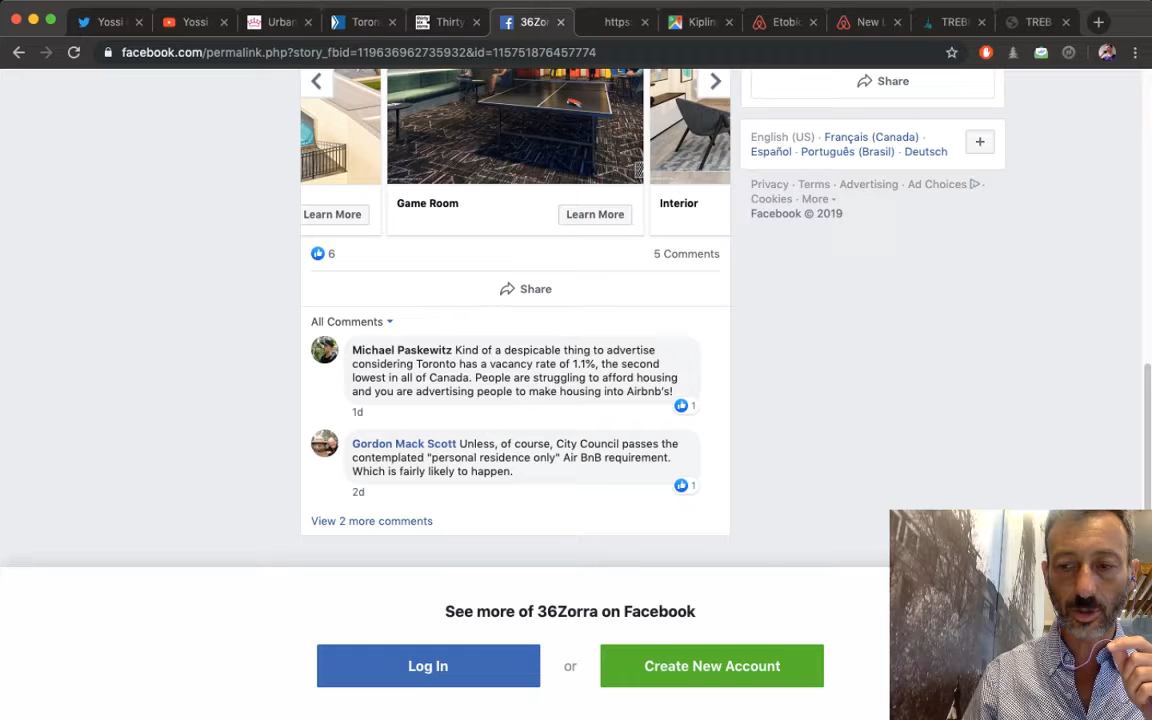 Yossi
Yossi
Urban
Toron
Thirty
36Zor
https:
Kiplin
Etobic
New L
TREB
TREB
facebook.com/permalink.php?story_fbid=119636962735932&id=115751876457774
Share
English (US) · Français (Canada) ·
Español · Português (Brasil) · Deutsch
Privacy · Terms · Advertising · Ad Choices ·
Cookies · More
Facebook © 2019
Learn More
Game Room
Learn More
Interior
6
5 Comments
Share
All Comments
Michael Paskewitz Kind of a despicable thing to advertise
considering Toronto has a vacancy rate of 1.1%, the second
lowest in all of Canada. People are struggling to afford housing
and you are advertising people to make housing into Airbnb's!
1
1d
Gordon Mack Scott Unless, of course, City Council passes the
contemplated "personal residence only" Air BnB requirement.
Which is fairly likely to happen.
1
2d
View 2 more comments
See more of 36Zorra on Facebook
Log In
or
Create New Account